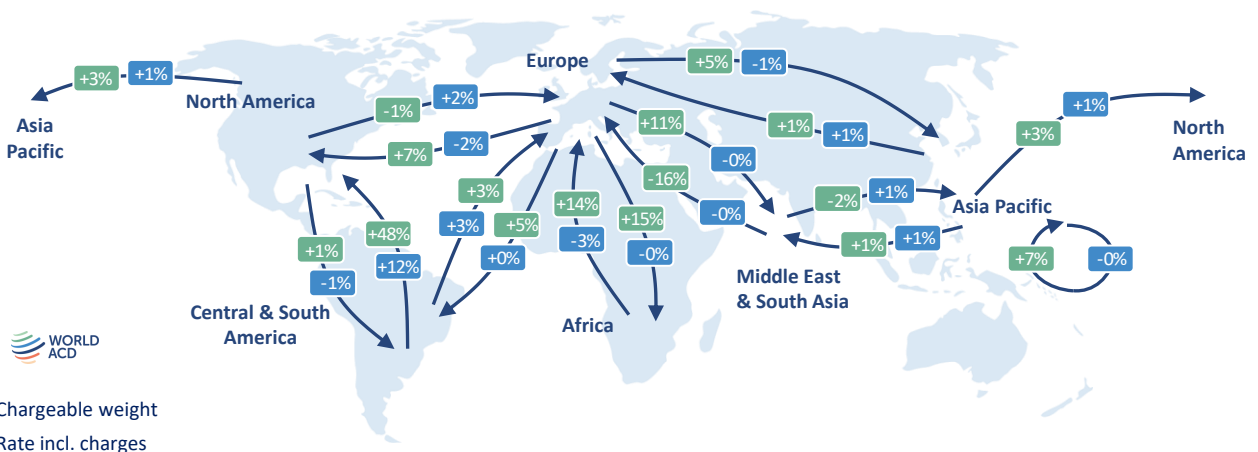 Europe
+5%
-1%
+3%
+1%
North America
-1%
+2%
+1%
+3%
Asia
Pacific
North
America
+11%
+1%
+1%
-0%
+7%
-2%
-16%
-0%
-2%
+1%
Asia Pacific
+3%
+3%
+5%
+0%
+14%
-3%
+15%
-0%
+1%
+1%
+7%
-0%
+48%
+12%
+1%
-1%
Middle East
& South Asia
Central & South
America
Africa
WORLD
ACD
Chargeable weight
Rate incl. charges